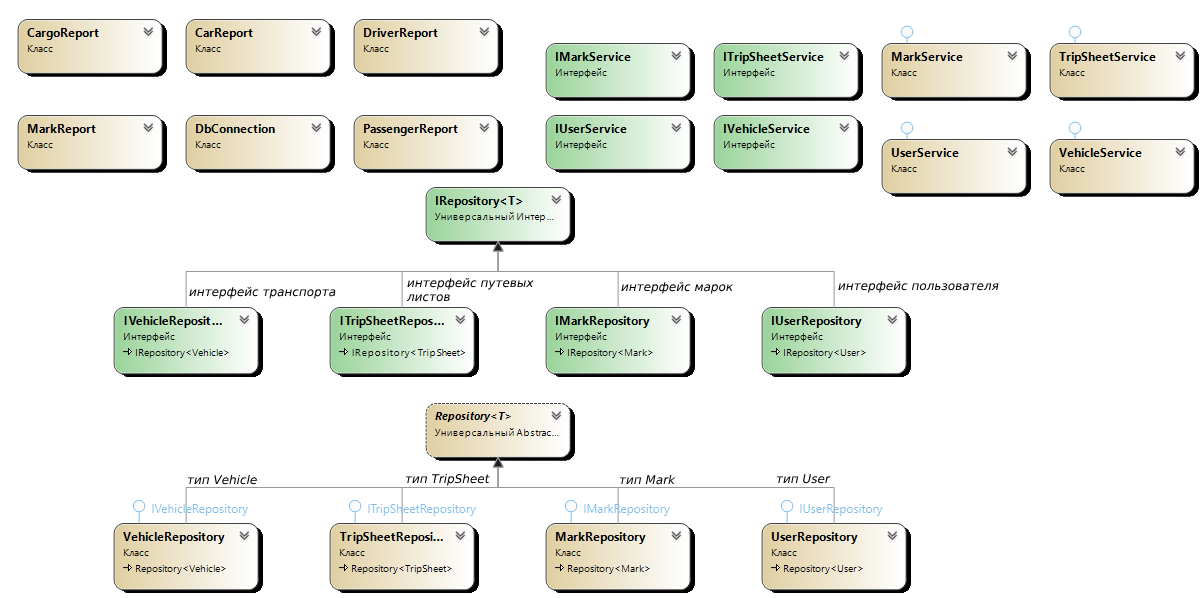 CargoReport
Класс
CarReport
Класс
DriverReport
Класс
IMarkService
Интерфейс
ITripSheetService
Интерфейс
MarkService
Класс
TripSheetService
Класс
MarkReport
Класс
DbConnection
Класс
PassengerReport
Класс
IUserService
Интерфейс
IVehicleService
Интерфейс
UserService
Класс
VehicleService
Класс
IRepository<T>
Универсальный Интер...
интерфейс транспорта
интерфейс путевых
листов
интерфейс марок
интерфейс пользователя
IVehicleReposit...
Интерфейс
IRepository<Vehicle>
ITripSheetRepos...
Интерфейс
IRepository<TripSheet>
IMarkRepository
Интерфейс
IRepository<Mark>
IUserRepository
Интерфейс
IRepository<User>
Repository<T>
Универсальный Abstrac...
тип Vehicle
тип TripSheet
тип Mark
тип User
IVehicleRepository
ITripSheetRepository
IMarkRepository
IUserRepository
VehicleRepository
Класс
Repository<Vehicle>
TripSheetReposi...
Класс
Repository<TripSheet>
MarkRepository
Класс
Repository<Mark>
UserRepository
Класс
Repository<User>